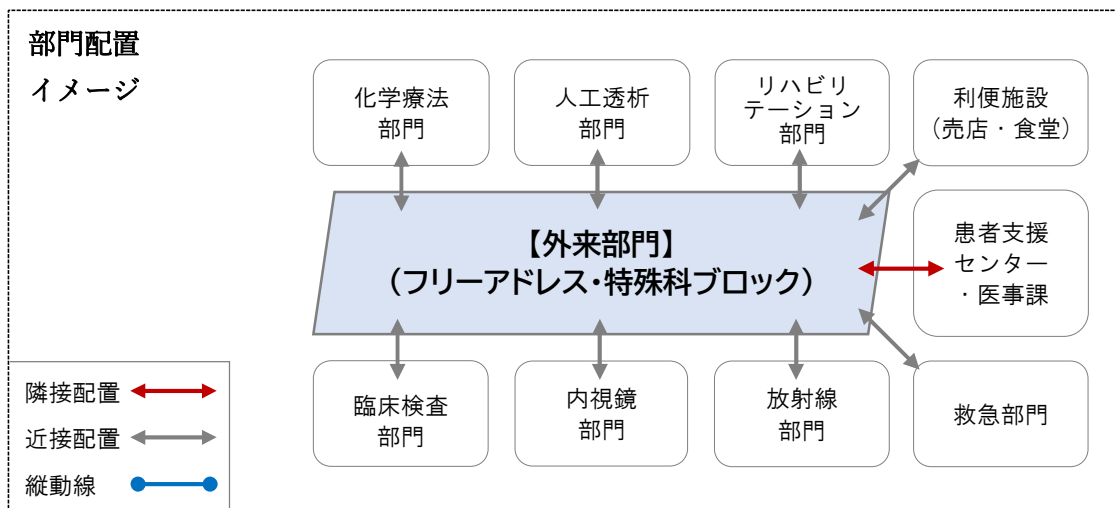 部門配置
イメージ
化学療法
部門
人工透析
部門
リハビリ
テーション
部門
利便施設
（売店・食堂）
【外来部門】
（フリーアドレス・特殊科ブロック）
患者支援
センター
・医事課
隣接配置
近接配置
縦動線
臨床検査
部門
内視鏡
部門
放射線
部門
救急部門